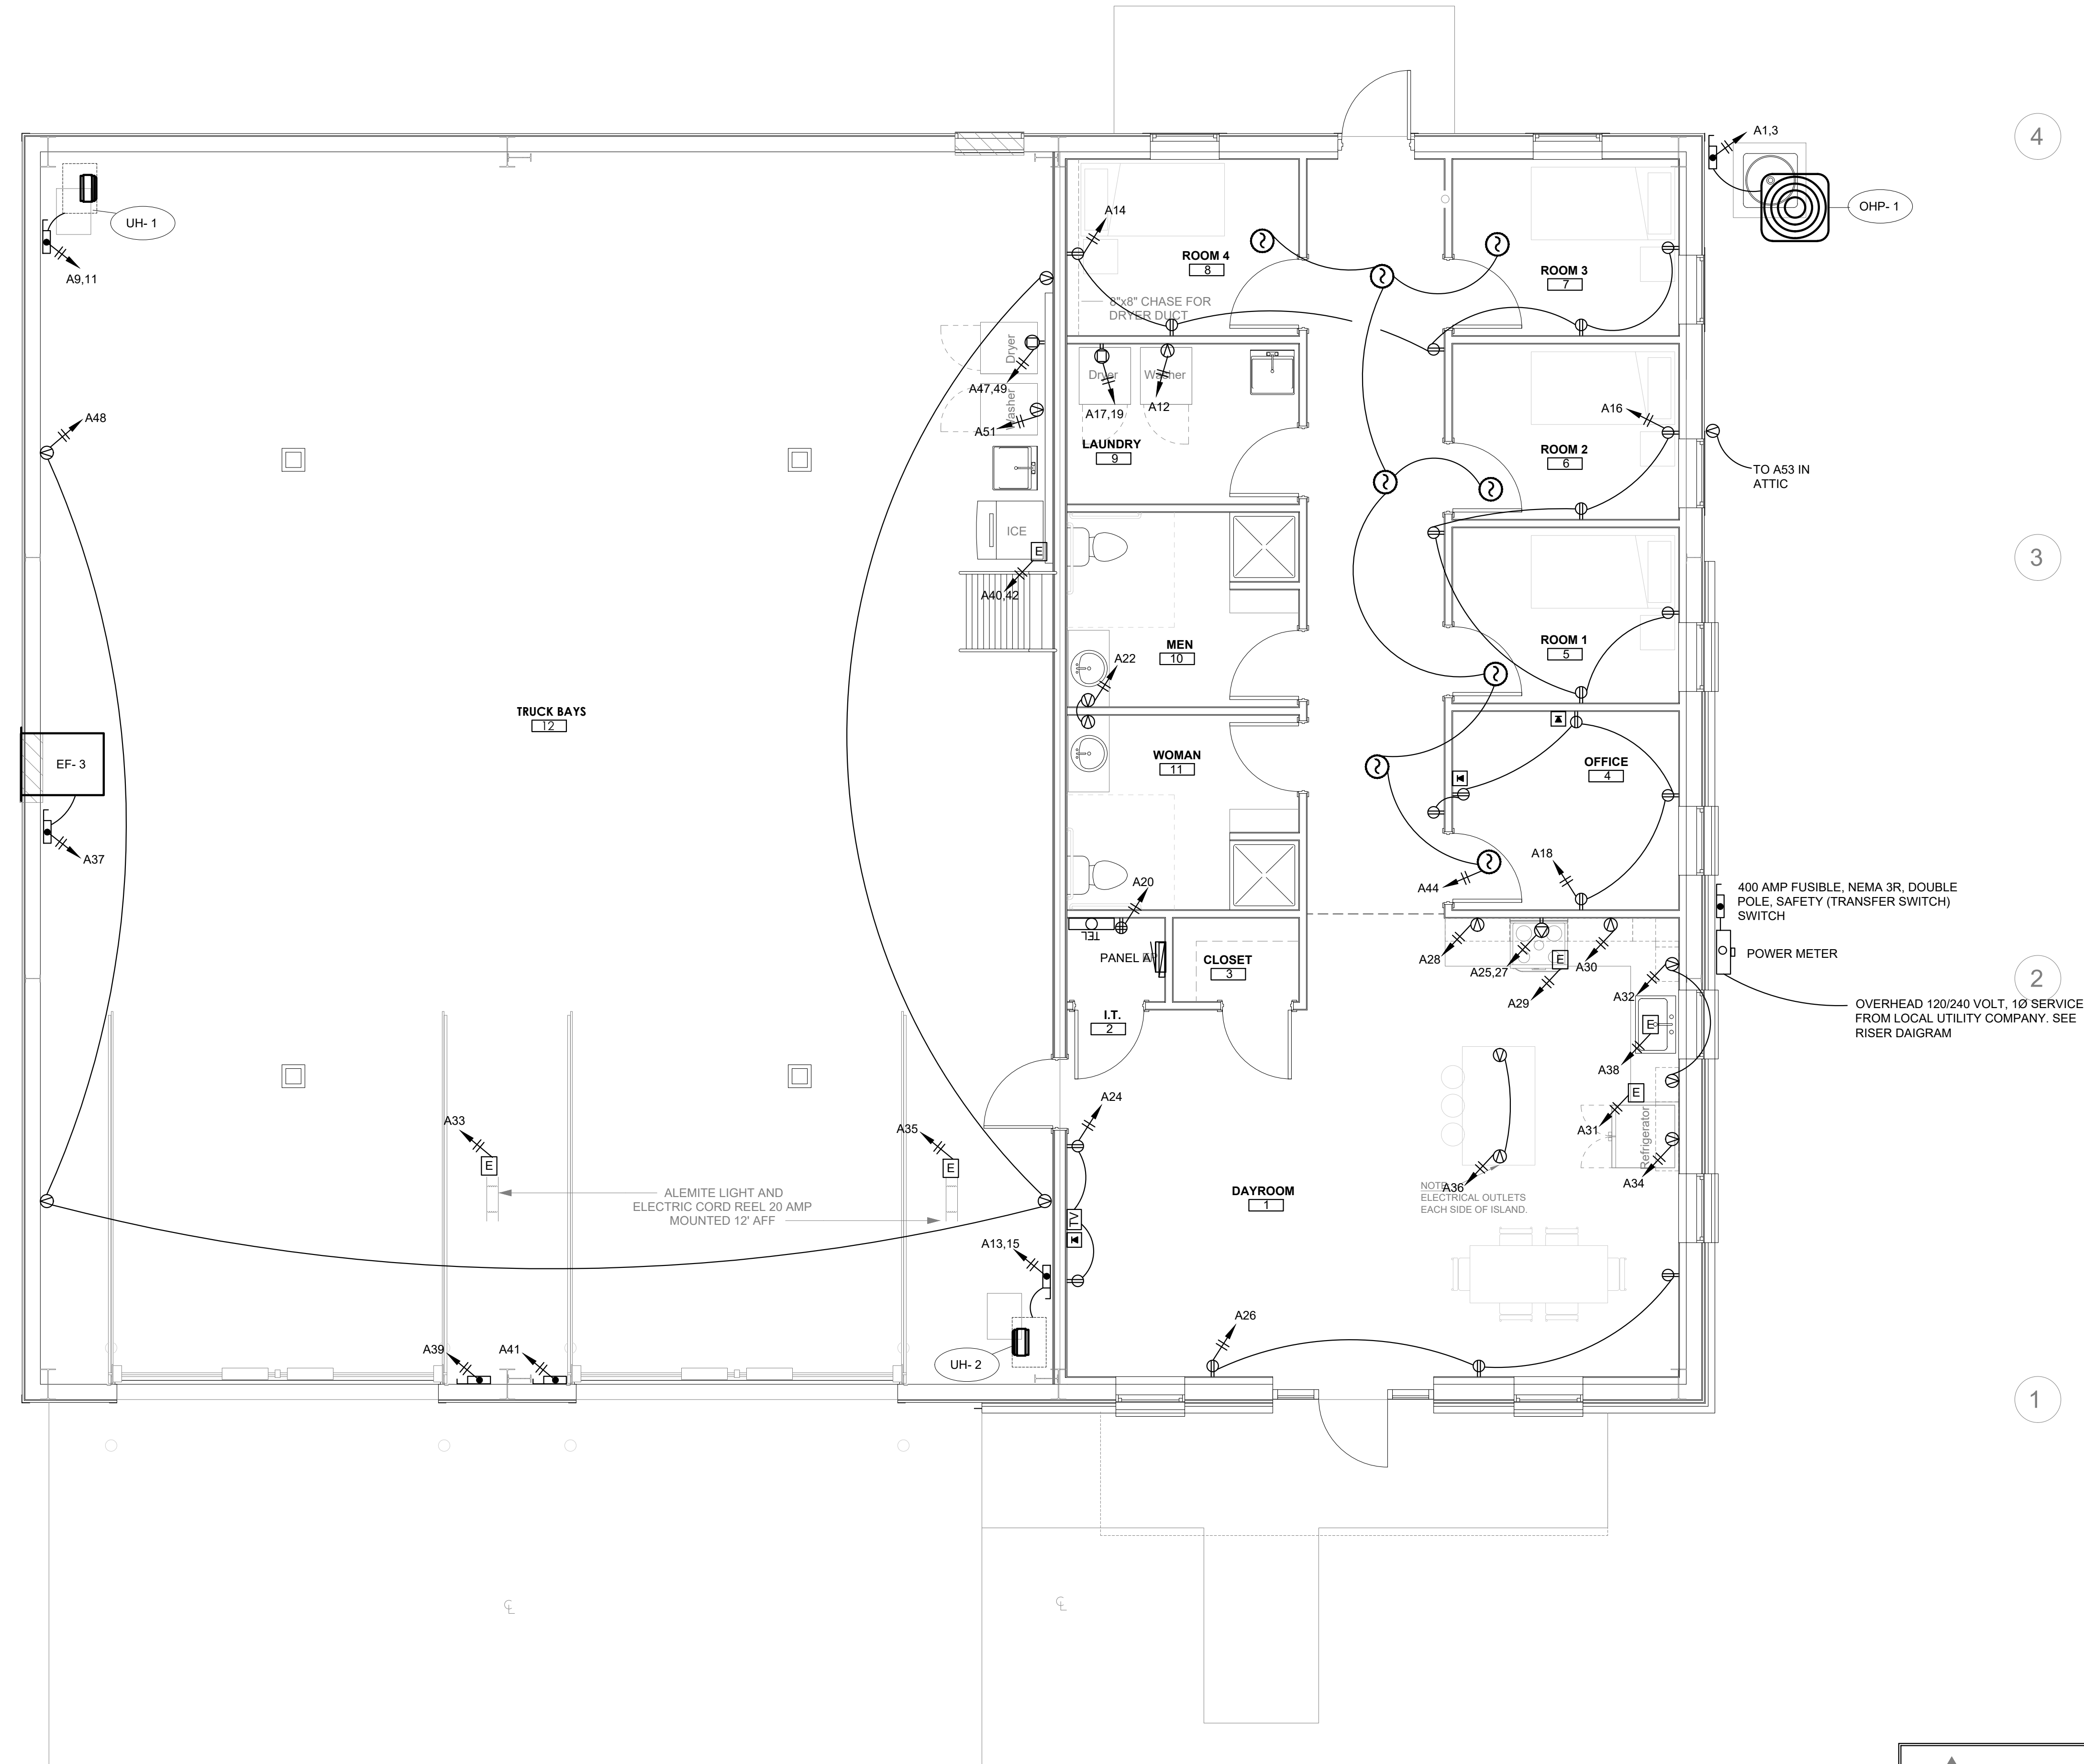 A1,3
4
OHP- 1
UH- 1
A9,11
A14
ROOM 4
8
ROOM 3
7
8"x8" CHASE FOR
DRYER DUCT
Dryer
A47,49
Washer
A51
Dryer
Washer
A17,19
A12
LAUNDRY
9
A16
ROOM 2
6
A48
TO A53 IN
ATTIC
ICE
E
A40,42
3
MEN
10
ROOM 1
5
A22
TRUCK BAYS
12
WOMAN
11
OFFICE
4
EF- 3
A37
A18
A44
A20
TEL
400 AMP FUSIBLE, NEMA 3R, DOUBLE
POLE, SAFETY (TRANSFER SWITCH)
SWITCH
POWER METER
CLOSET
3
A28
A25,27
E
A30
A29
A32
2
OVERHEAD 120/240 VOLT, 1Ø SERVICE
FROM LOCAL UTILITY COMPANY. SEE
RISER DAIGRAM
I.T.
2
E
A38
E
A31
Refrigerator
A34
A24
A33
A35
E
E
ALEMITE LIGHT AND
ELECTRIC CORD REEL 20 AMP
MOUNTED 12' AFF
DAYROOM
1
A36
ELECTRICAL OUTLETS
EACH SIDE OF ISLAND.
TV
A13,15
A26
A39
A41
UH- 2
1